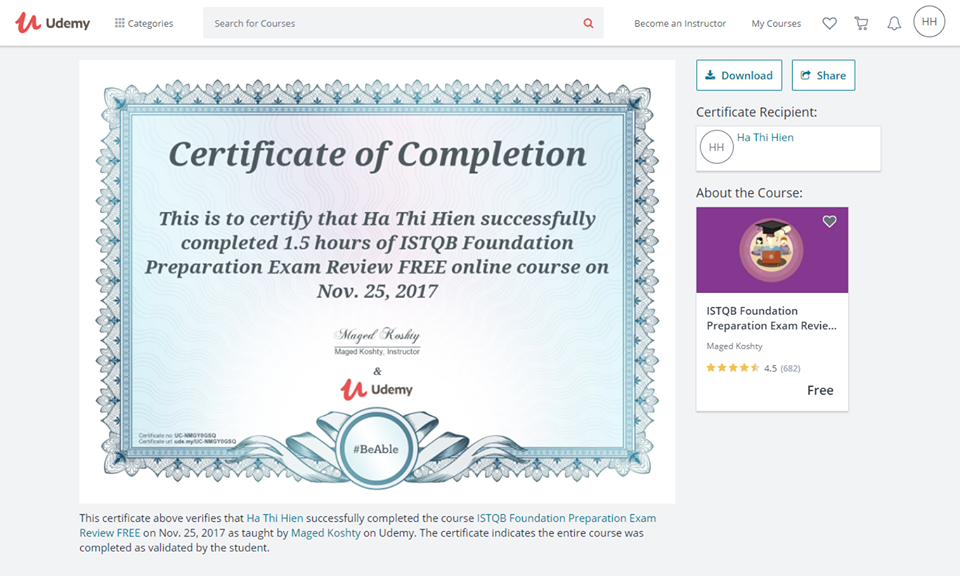 Udemy
Categories
Search for Courses
Become an Instructor
My Courses
HH
Certificate of Completion
This is to certify that Ha Thi Hien successfully
completed 1.5 hours of ISTQB Foundation
Preparation Exam Review FREE online course on
Nov. 25, 2017
Maged Koshty
Maged Koshty, Instructor
&
Udemy
Certificate no: UC-NMGY0GSQ
Certificate url: ude.my/UC-NMGY0GSQ
#BeAble
Download
Share
Certificate Recipient:
HH
Ha Thi Hien
About the Course:
ISTQB Foundation
Preparation Exam Revie...
Maged Koshty
4.5 (682)
Free
This certificate above verifies that Ha Thi Hien successfully completed the course ISTQB Foundation Preparation Exam
Review FREE on Nov. 25, 2017 as taught by Maged Koshty on Udemy. The certificate indicates the entire course was
completed as validated by the student.